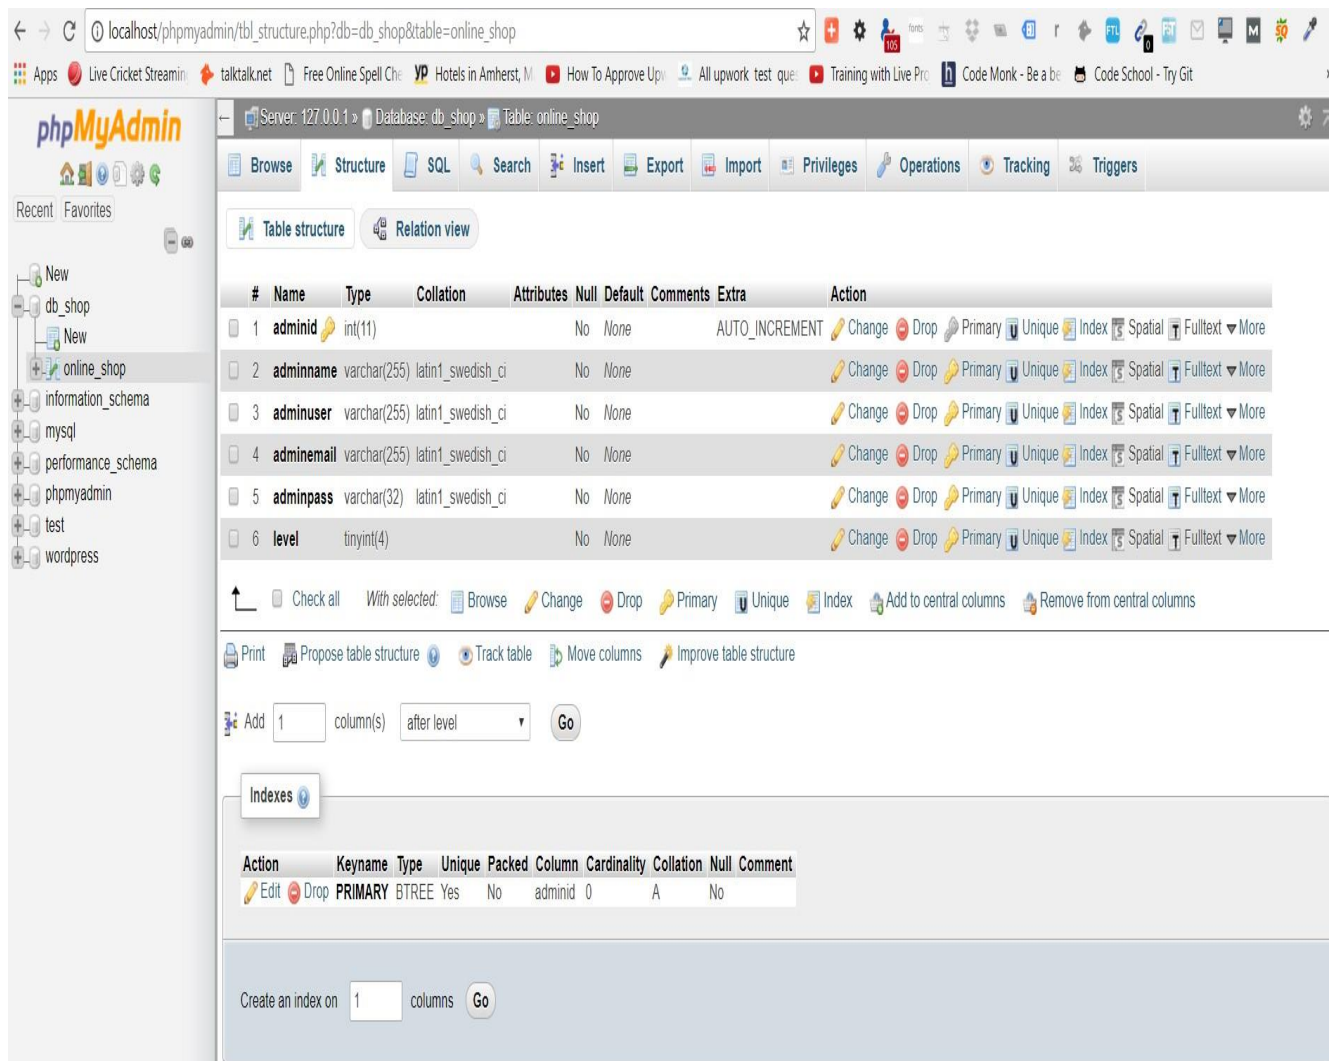 localhost/phpmyadmin/tbl_structure.php?db=db_shop&table=online_shop
105 fonts FTL 0 M
Apps Live Cricket Streamin talktalk.net Free Online Spell Che YP Hotels in Amherst, M How To Approve Upv All upwork test ques Training with Live Pro h Code Monk - Be a be Code School - Try Git
phpMyAdmin
Recent Favorites
New
db_shop
New
online_shop
information_schema
mysql
performance_schema
phpmyadmin
test
wordpress
Server: 127.0.0.1 » Database: db_shop » Table: online_shop
Browse Structure SQL Search Insert Export Import Privileges Operations Tracking Triggers
Table structure Relation view
# Name Type Collation Attributes Null Default Comments Extra Action
1 adminid int(11) No None AUTO_INCREMENT Change Drop Primary Unique Index Spatial Fulltext More
2 adminname varchar(255) latin1_swedish_ci No None Change Drop Primary Unique Index Spatial Fulltext More
3 adminuser varchar(255) latin1_swedish_ci No None Change Drop Primary Unique Index Spatial Fulltext More
4 adminemail varchar(255) latin1_swedish_ci No None Change Drop Primary Unique Index Spatial Fulltext More
5 adminpass varchar(32) latin1_swedish_ci No None Change Drop Primary Unique Index Spatial Fulltext More
6 level tinyint(4) No None Change Drop Primary Unique Index Spatial Fulltext More
Check all With selected: Browse Change Drop Primary Unique Index Add to central columns Remove from central columns
Print Propose table structure Track table Move columns Improve table structure
Add 1 column(s) after level Go
Indexes
Action Keyname Type Unique Packed Column Cardinality Collation Null Comment
Edit Drop PRIMARY BTREE Yes No adminid 0 A No
Create an index on 1 columns Go